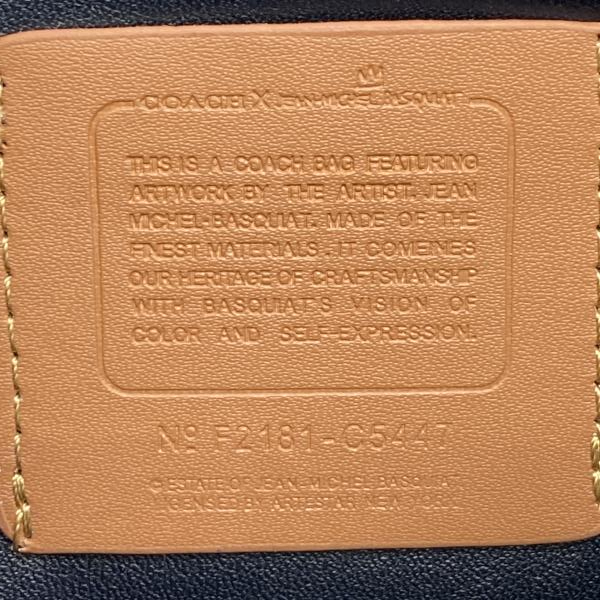 COACH X JEAN-MICHEL BASQUIAT
THIS IS A COACH BAG FEATURING
ARTWORK BY THE ARTIST, JEAN
MICHEL-BASQUIAT. MADE OF THE
FINEST MATERIALS. IT COMEINES
OUR HERITAGE OF CRAFTSMANSHIP
WITH BASQUIAT'S VISION OF
COLOR AND SELF-EXPRESSION.
Nº F2181-C5447
©ESTATE OF JEAN-MICHEL BASQUIA
LICENSED BY ARTESTAR NEW YORK